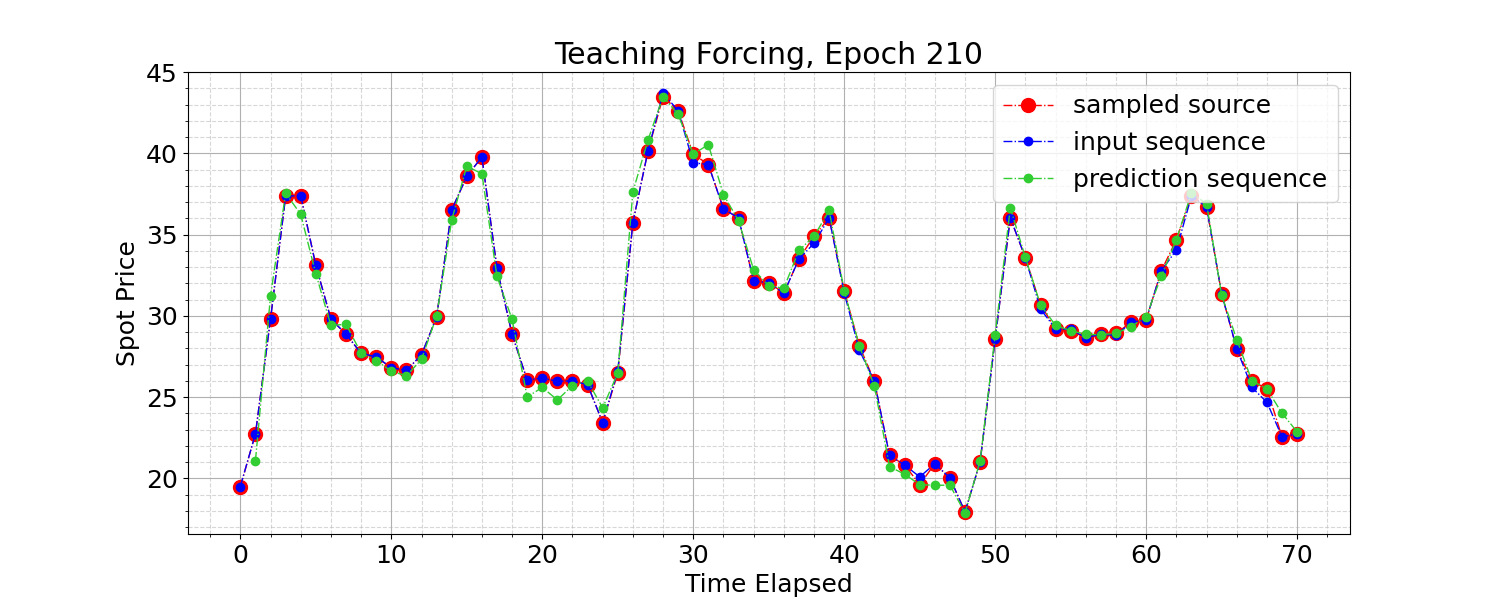 Teaching Forcing, Epoch 210
45
40
35
30
25
20
Spot Price
sampled source
input sequence
prediction sequence
0 10 20 30 40 50 60 70
Time Elapsed